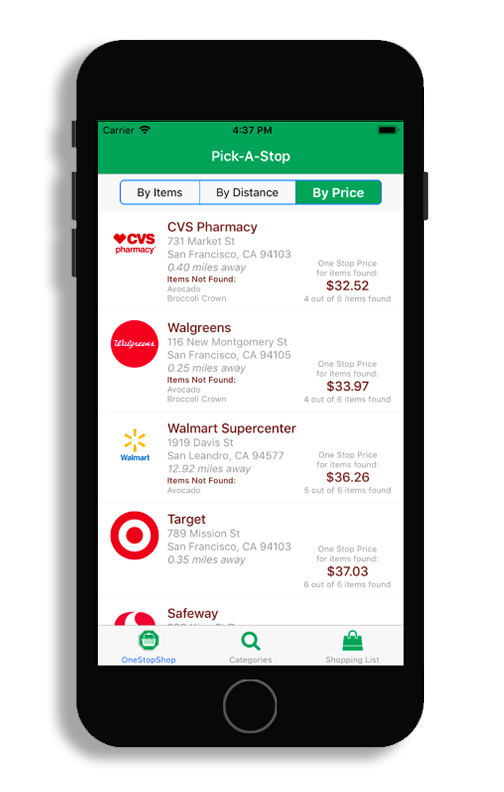 Carrier 4:37 PM
Pick-A-Stop
By Items By Distance By Price
CVS pharmacy
CVS Pharmacy
731 Market St
San Francisco, CA 94103
0.40 miles away
Items Not Found:
Avocado
Broccoli Crown
One Stop Price
for items found:
$32.52
4 out of 6 items found
Walgreens
Walgreens
116 New Montgomery St
San Francisco, CA 94105
0.25 miles away
Items Not Found:
Avocado
Broccoli Crown
One Stop Price
for items found:
$33.97
4 out of 6 items found
Walmart
Walmart Supercenter
1919 Davis St
San Leandro, CA 94577
12.92 miles away
Items Not Found:
Avocado
One Stop Price
for items found:
$36.26
5 out of 6 items found
Target
789 Mission St
San Francisco, CA 94103
0.35 miles away
One Stop Price
for items found:
$37.03
6 out of 6 items found
Safeway
OneStopShop Categories Shopping List